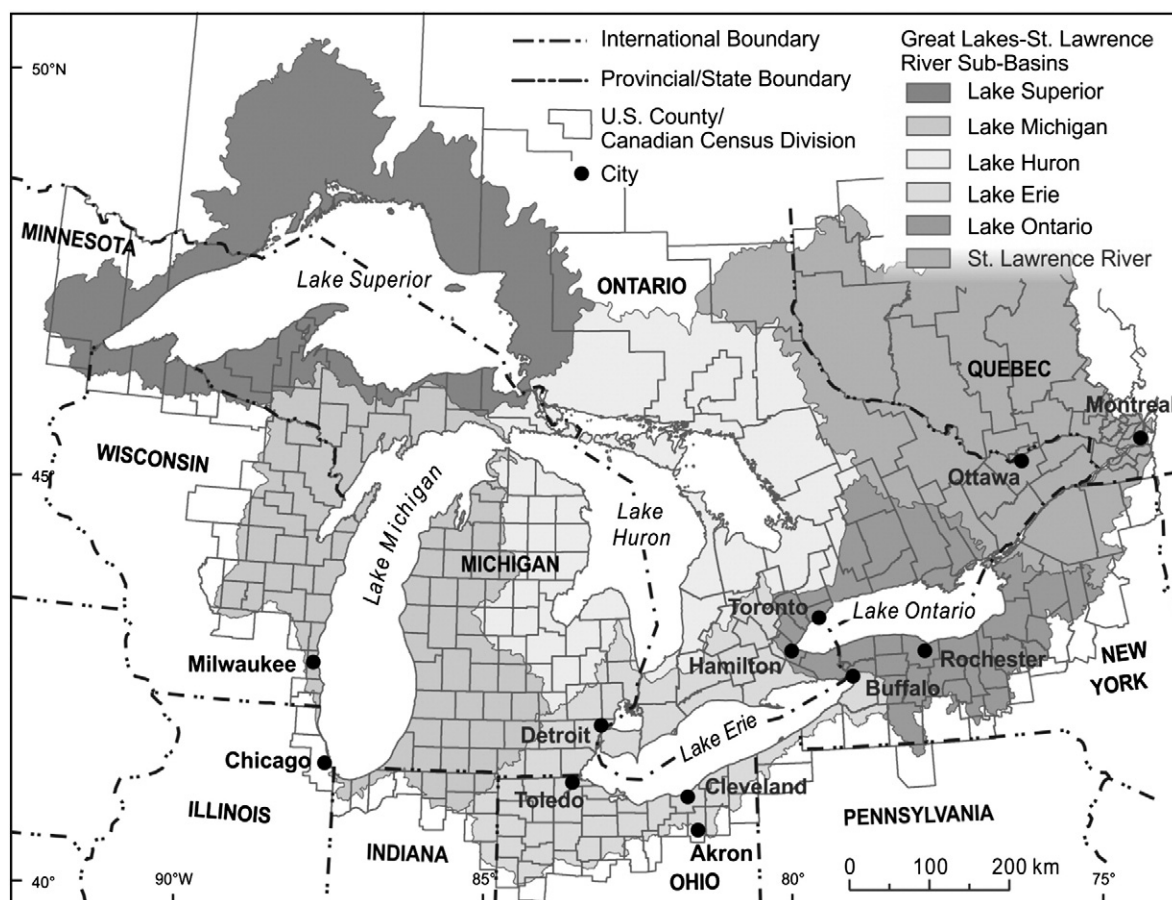 50°N
International Boundary
Provincial/State Boundary
U.S. County/
Canadian Census Division
City
Great Lakes-St. Lawrence
River Sub-Basins
Lake Superior
Lake Michigan
Lake Huron
Lake Erie
Lake Ontario
St. Lawrence River
MINNESOTA
Lake Superior
ONTARIO
QUEBEC
Montreal
WISCONSIN
45°
Ottawa
Lake Michigan
Lake
Huron
MICHIGAN
Toronto
Lake Ontario
Milwaukee
Hamilton
Rochester
NEW
YORK
Buffalo
Detroit
Lake Erie
Chicago
Toledo
Cleveland
ILLINOIS
PENNSYLVANIA
INDIANA
Akron
OHIO
0 100 200 km
40°
90°W
85°
80°
75°